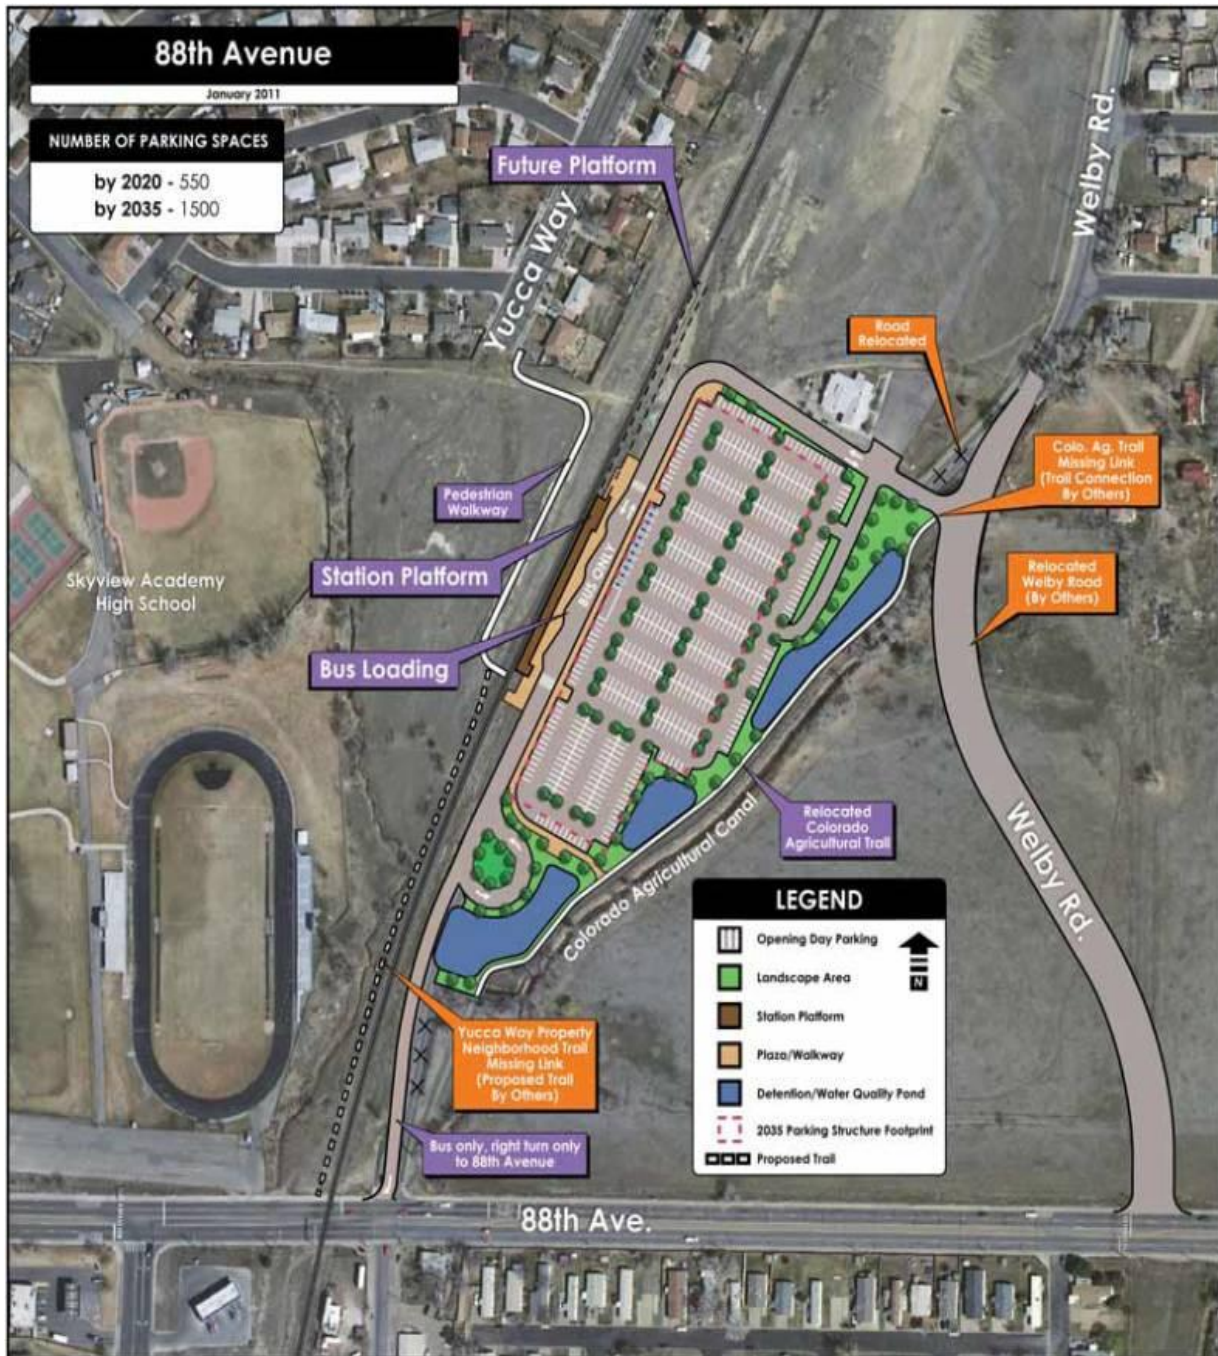 88th Avenue
January 2011
NUMBER OF PARKING SPACES
by 2020 - 550
by 2035 - 1500
Future Platform
Yucca Way
Welby Rd.
Road
Relocated
Colo. Ag. Trail
Missing Link
(Trail Connection
By Others)
Pedestrian
Walkway
Station Platform
BUS ONLY
Skyview Academy
High School
Relocated
Welby Road
(By Others)
Bus Loading
Relocated
Colorado
Agricultural Trail
Colorado Agricultural Canal
Welby Rd.
LEGEND
Opening Day Parking
Landscape Area
N
Station Platform
Plaza/Walkway
Detention/Water Quality Pond
2035 Parking Structure Footprint
Proposed Trail
Yucca Way Property
Neighborhood Trail
Missing Link
(Proposed Trail
By Others)
Bus only, right turn only
to 88th Avenue
88th Ave.